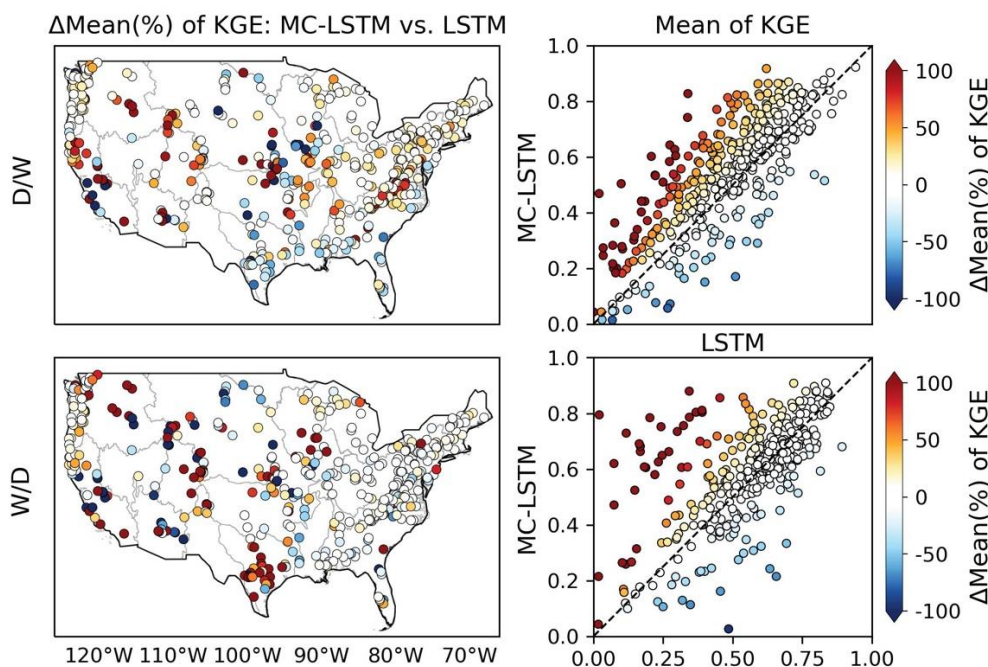 ΔMean(%) of KGE: MC-LSTM vs. LSTM
Mean of KGE
D/W
MC-LSTM
1.0
0.8
0.6
0.4
0.2
0.0
LSTM
100
50
0
-50
-100
ΔMean(%) of KGE
W/D
120°W 110°W 100°W 90°W 80°W 70°W
MC-LSTM
1.0
0.8
0.6
0.4
0.2
0.0
0.00 0.25 0.50 0.75 1.00
100
50
0
-50
-100
ΔMean(%) of KGE